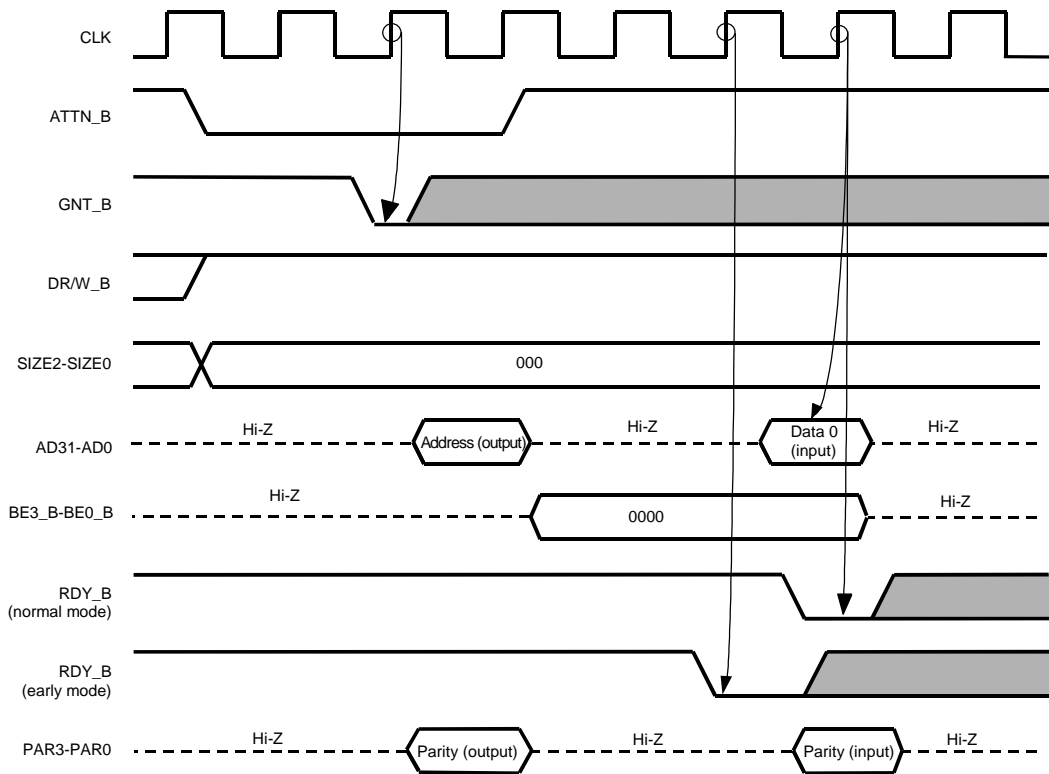 CLK
ATTN_B
GNT_B
DR/W_B
SIZE2-SIZE0
000
AD31-AD0
Hi-Z
Address (output)
Hi-Z
Data 0
(input)
Hi-Z
BE3_B-BE0_B
Hi-Z
0000
Hi-Z
RDY_B
(normal mode)
RDY_B
(early mode)
PAR3-PAR0
Hi-Z
Parity (output)
Hi-Z
Parity (input)
Hi-Z